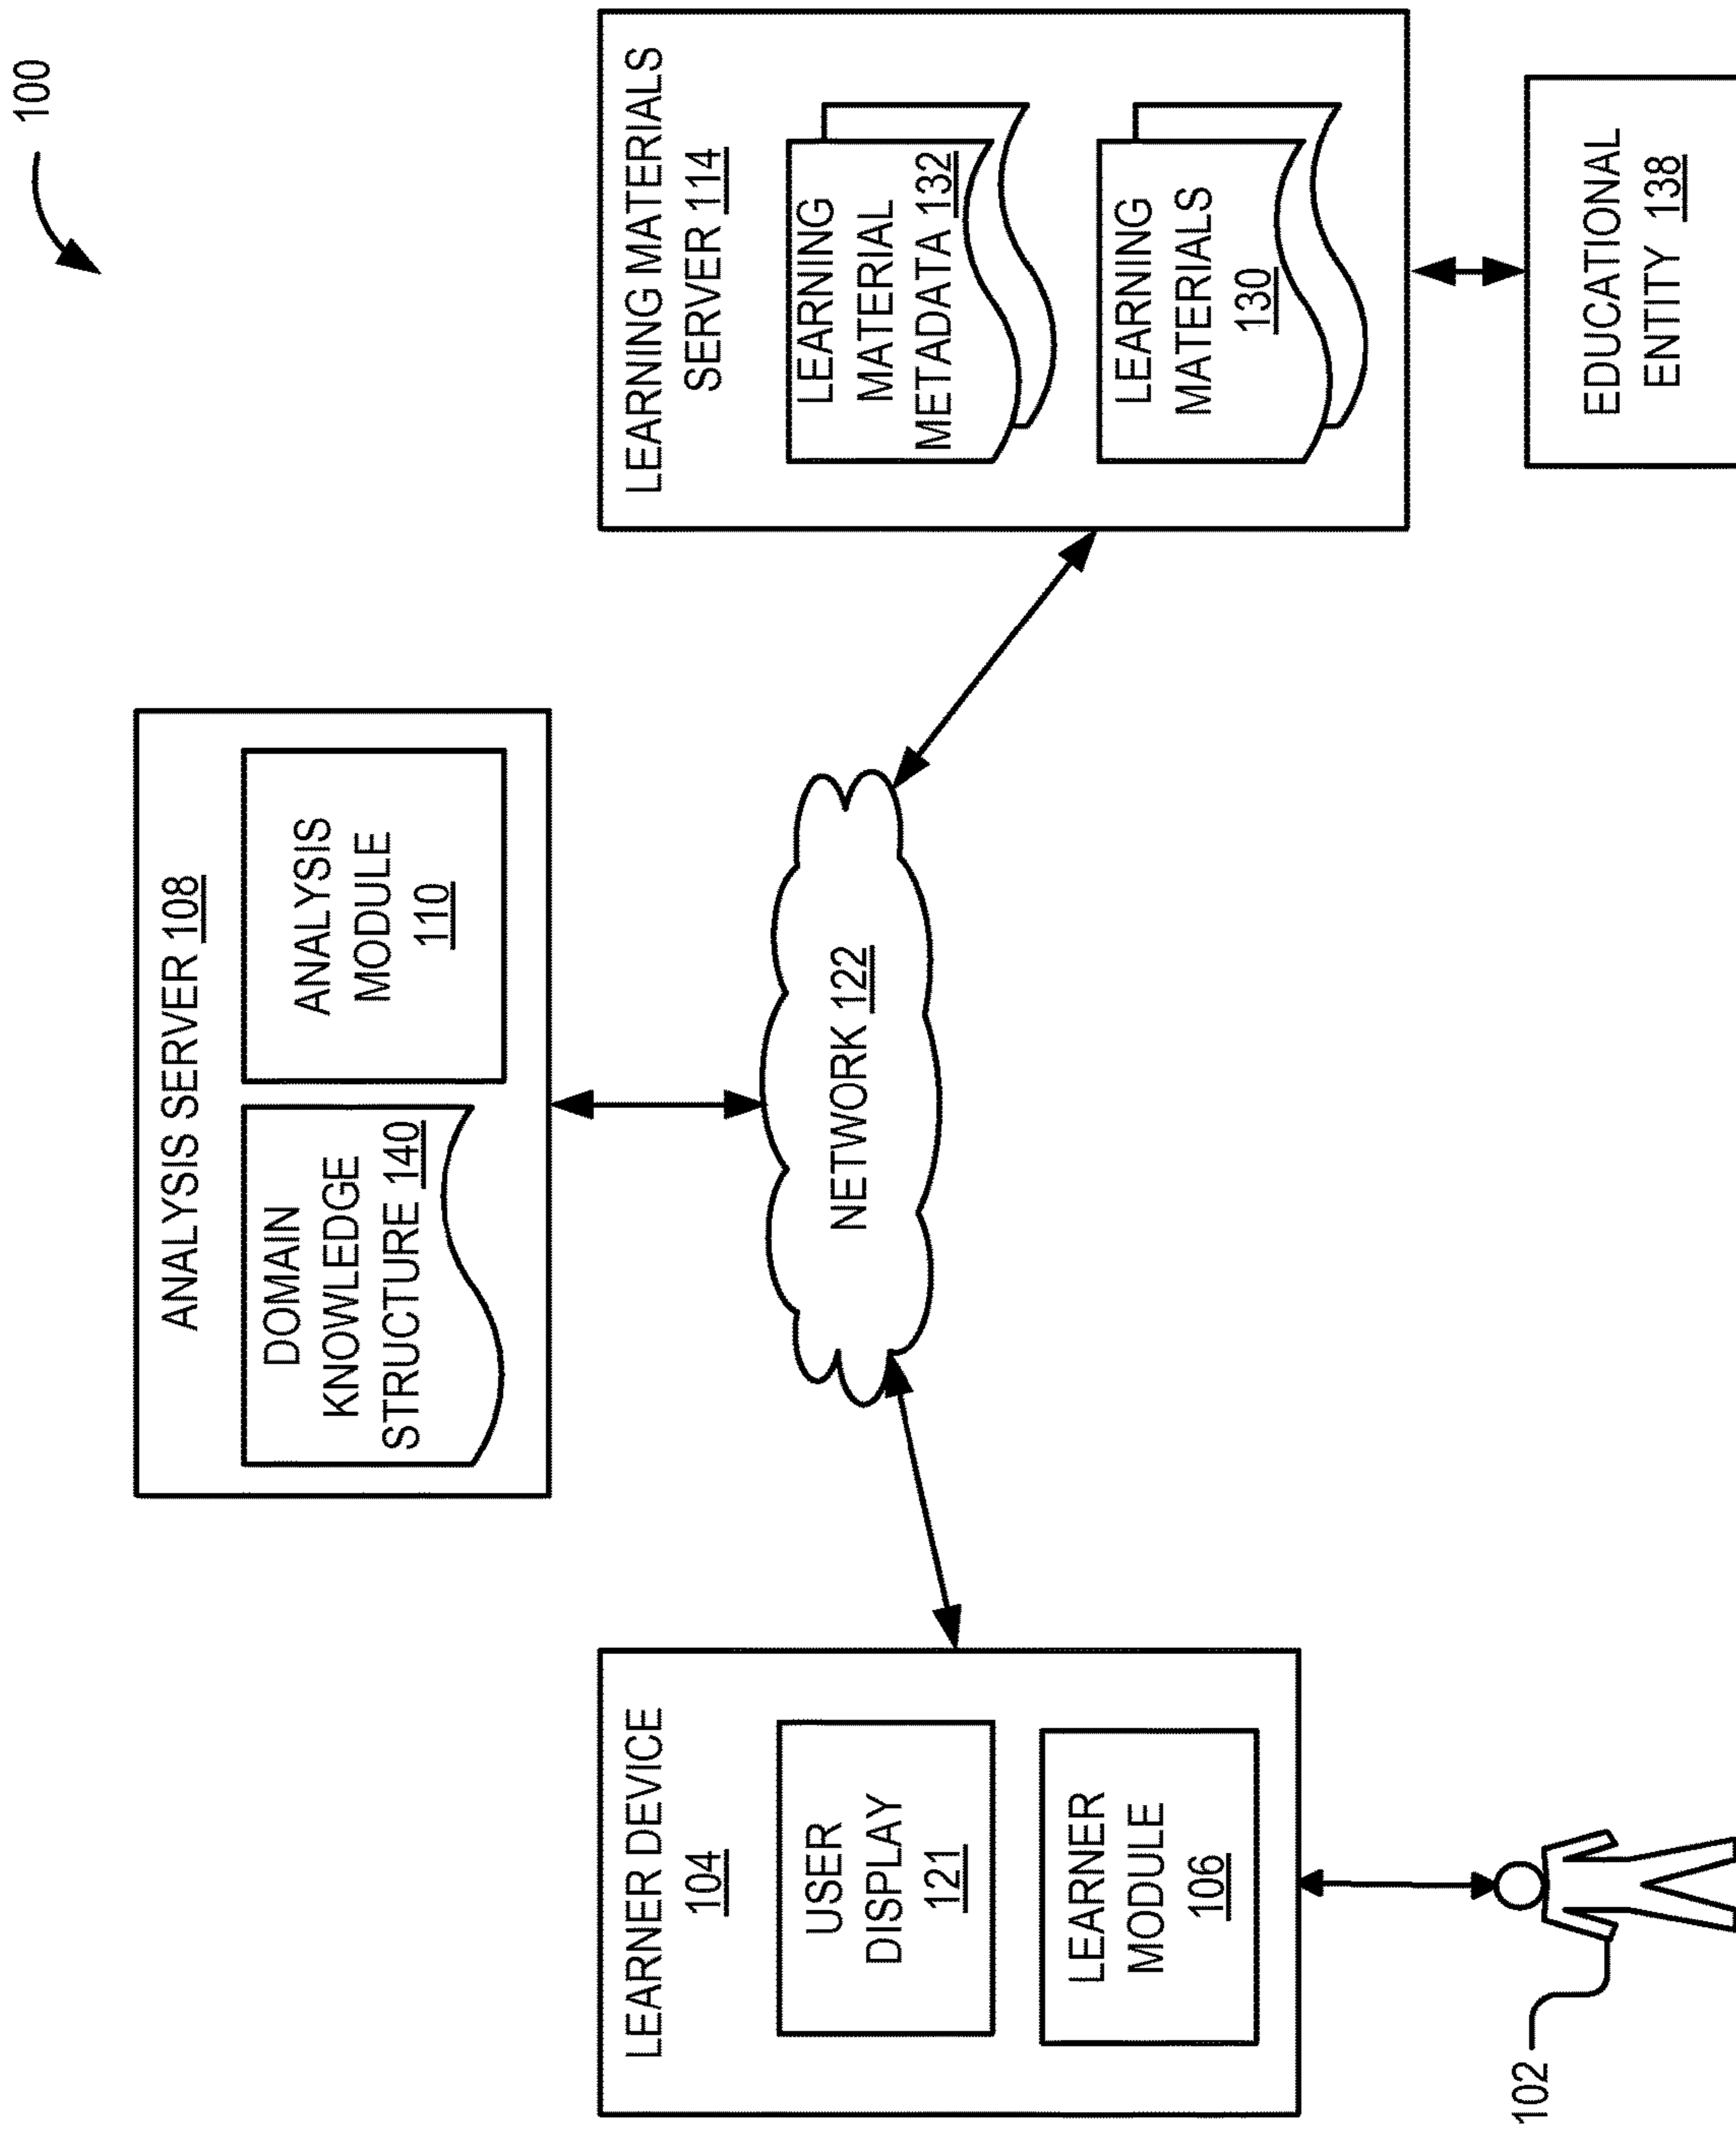 100
ANALYSIS SERVER 108
DOMAIN
KNOWLEDGE
STRUCTURE 140
ANALYSIS
MODULE
110
LEARNER DEVICE
104
USER
DISPLAY
121
LEARNER
MODULE
106
NETWORK 122
LEARNING MATERIALS
SERVER 114
LEARNING
MATERIAL
METADATA 132
LEARNING
MATERIALS
130
102
EDUCATIONAL
ENTITY 138